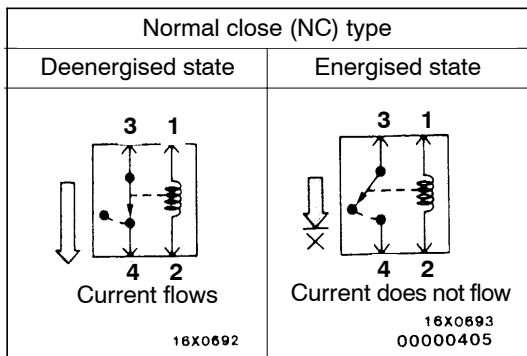 Normal close (NC) type
Deenergised state Energised state
3 1 3 1
4 2 4 2
Current flows Current does not flow
16X0692 16X0693
00000405